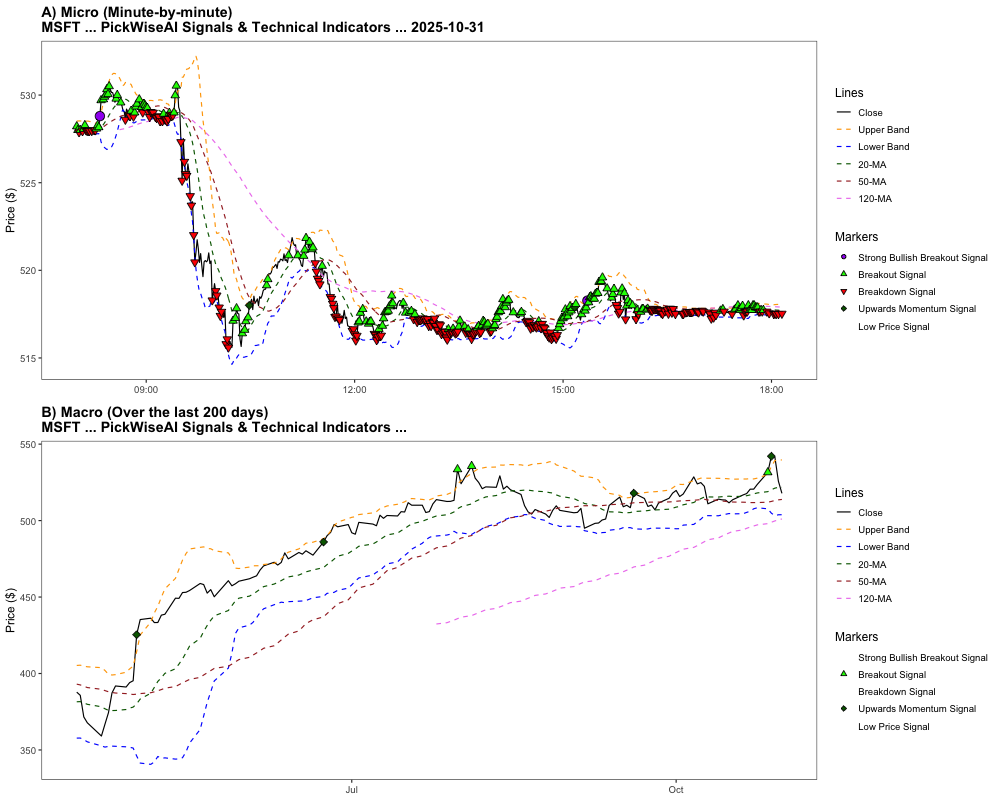 A) Micro (Minute-by-minute)
MSFT ... PickWiseAI Signals & Technical Indicators ... 2025-10-31
Price ($)
530
525
520
515
09:00
12:00
15:00
18:00
Lines
Close
Upper Band
Lower Band
20-MA
50-MA
120-MA
Markers
Strong Bullish Breakout Signal
Breakout Signal
Breakdown Signal
Upwards Momentum Signal
Low Price Signal
B) Macro (Over the last 200 days)
MSFT ... PickWiseAI Signals & Technical Indicators ...
Price ($)
550
500
450
400
350
Jul
Oct
Lines
Close
Upper Band
Lower Band
20-MA
50-MA
120-MA
Markers
Strong Bullish Breakout Signal
Breakout Signal
Breakdown Signal
Upwards Momentum Signal
Low Price Signal